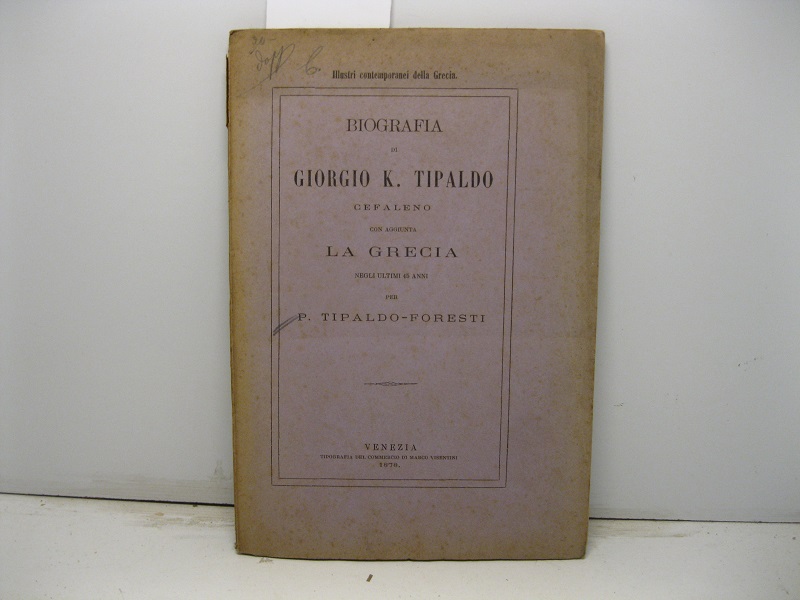 Illustri contemporanei della Grecia.
BIOGRAFIA
DI
GIORGIO K. TIPALDO
CEFALENO
CON AGGIUNTA
LA GRECIA
NEGLI ULTIMI 45 ANNI
PER
P. TIPALDO-FORESTI
VENEZIA
TIPOGRAFIA DEL COMMERCIO DI MARCO VISENTINI
1878.